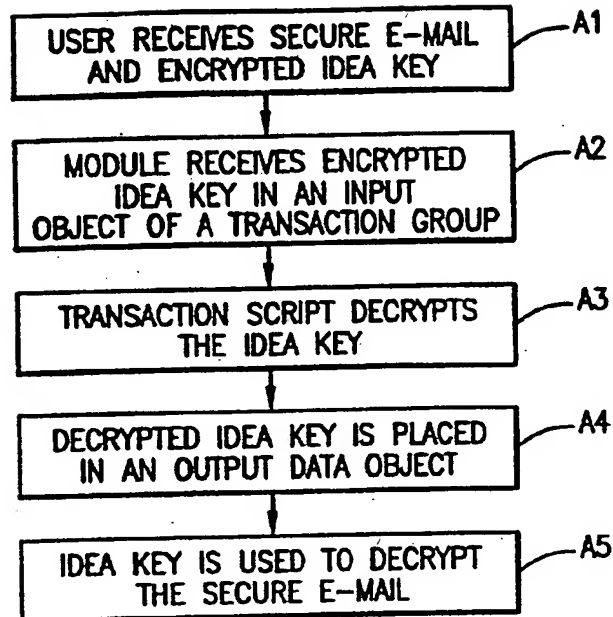 USER RECEIVES SECURE E-MAIL
AND ENCRYPTED IDEA KEY
A1
MODULE RECEIVES ENCRYPTED
IDEA KEY IN AN INPUT
OBJECT OF A TRANSACTION GROUP
A2
TRANSACTION SCRIPT DECRYPTS
THE IDEA KEY
A3
DECRYPTED IDEA KEY IS PLACED
IN AN OUTPUT DATA OBJECT
A4
IDEA KEY IS USED TO DECRYPT
THE SECURE E-MAIL
A5